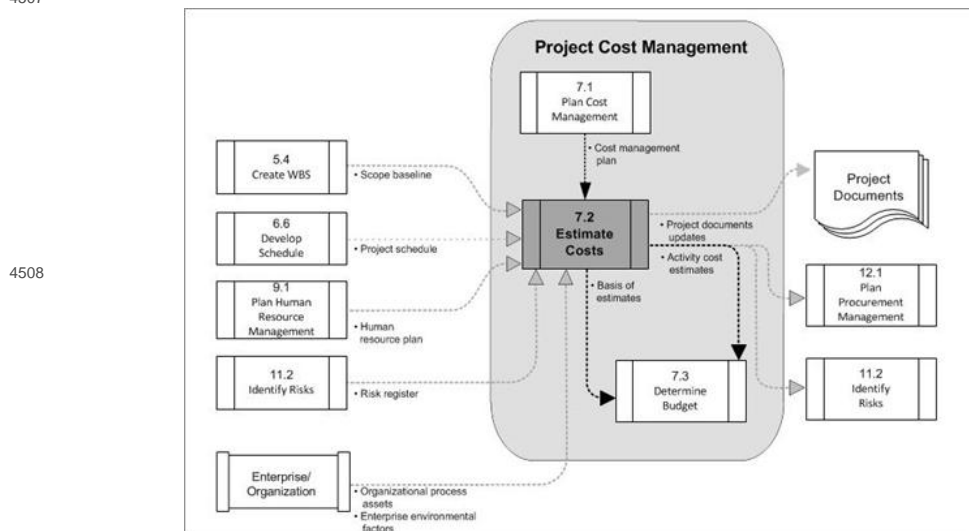 Project Cost Management
7.1
Plan Cost
Management
• Cost management
plan
5.4
Create WBS
• Scope baseline
Project
Documents
6.6
Develop
Schedule
• Project schedule
7.2
Estimate
Costs
• Project documents
updates
• Activity cost
estimates
4508
9.1
Plan Human
Resource
Management
• Human
resource plan
• Basis of
estimates
12.1
Plan
Procurement
Management
11.2
Identify Risks
• Risk register
7.3
Determine
Budget
11.2
Identify
Risks
Enterprise/
Organization
• Organizational process
assets
• Enterprise environmental
factors